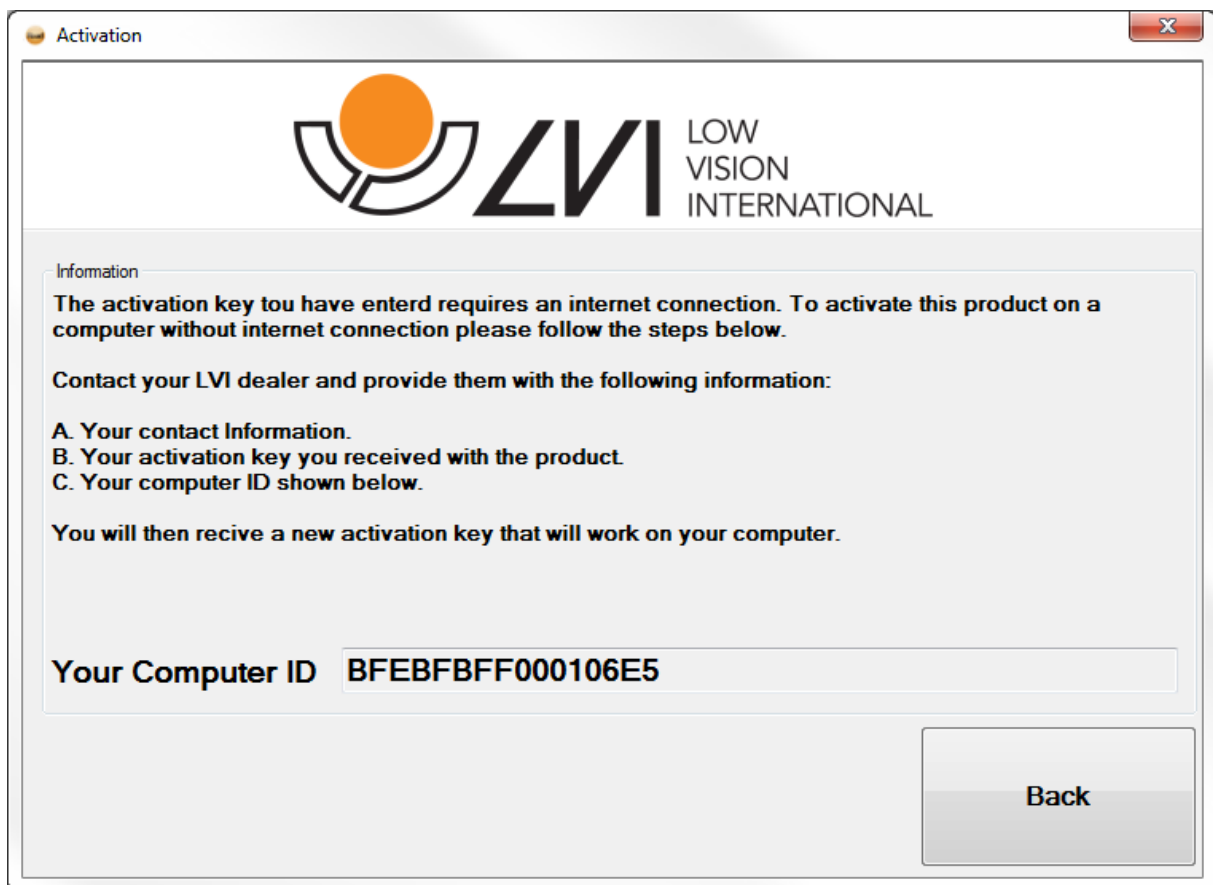 Activation
LVI
LOW
VISION
INTERNATIONAL
Information
The activation key tou have enterd requires an internet connection. To activate this product on a
computer without internet connection please follow the steps below.
Contact your LVI dealer and provide them with the following information:
A. Your contact Information.
B. Your activation key you received with the product.
C. Your computer ID shown below.
You will then recive a new activation key that will work on your computer.
Your Computer ID BFEBFBFF000106E5
Back